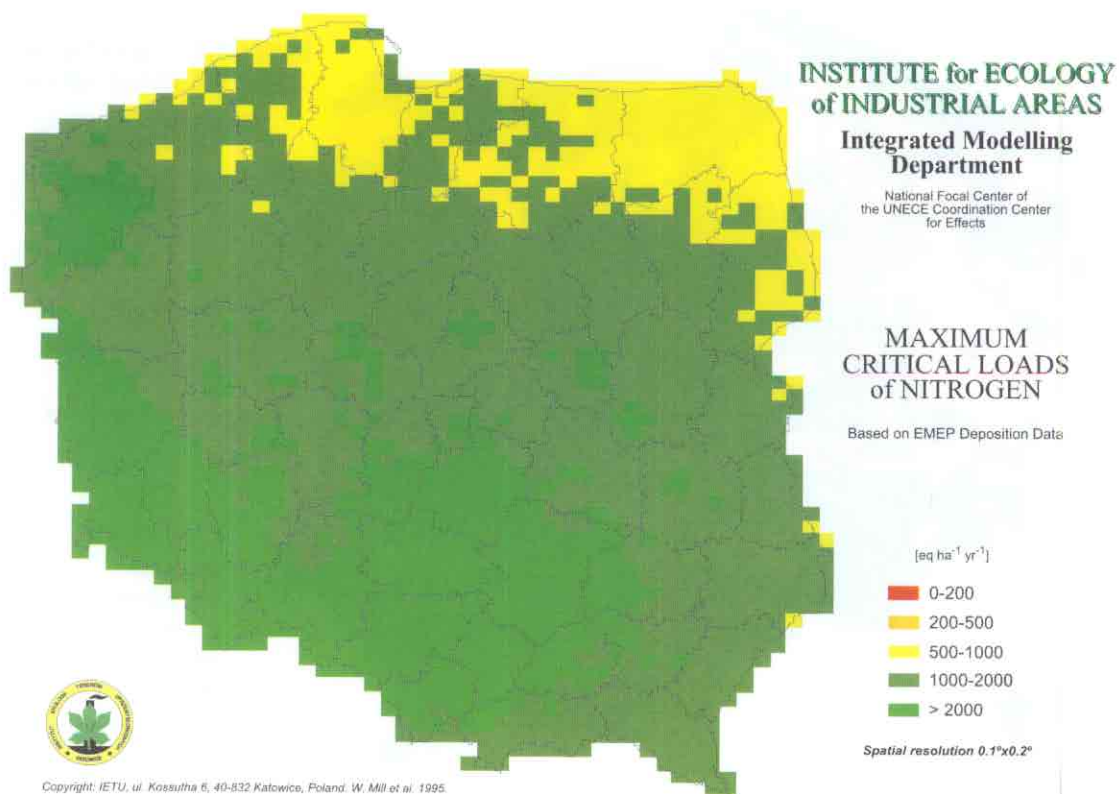 INSTITUTE for ECOLOGY
of INDUSTRIAL AREAS
Integrated Modelling
Department
National Focal Center of
the UNECE Coordination Center
for Effects
MAXIMUM
CRITICAL LOADS
of NITROGEN
Based on EMEP Deposition Data
[eq ha⁻¹ yr⁻¹]
0-200
200-500
500-1000
1000-2000
> 2000
Spatial resolution 0.1ºx0.2º
Copyright: IETU, ul. Kossutha 6, 40-832 Katowice, Poland. W. Mill et al. 1995.